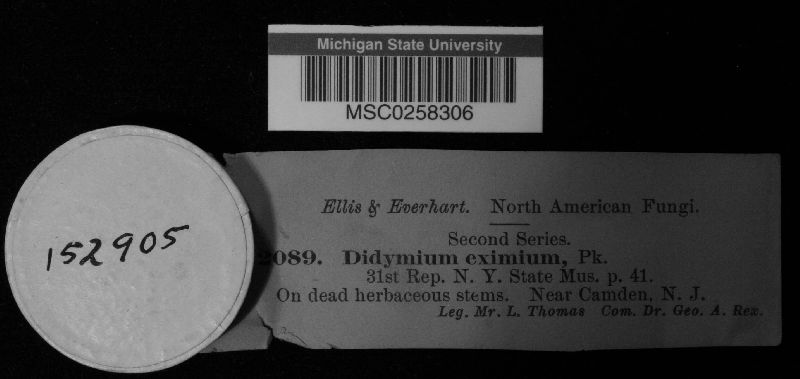 Michigan State University
MSC0258306
152905
Ellis & Everhart. North American Fungi.
Second Series.
2089. Didymium eximium, Pk.
31st Rep. N. Y. State Mus. p. 41.
On dead herbaceous stems. Near Camden, N. J.
Leg. Mr. L. Thomas Com. Dr. Geo. A. Rex.